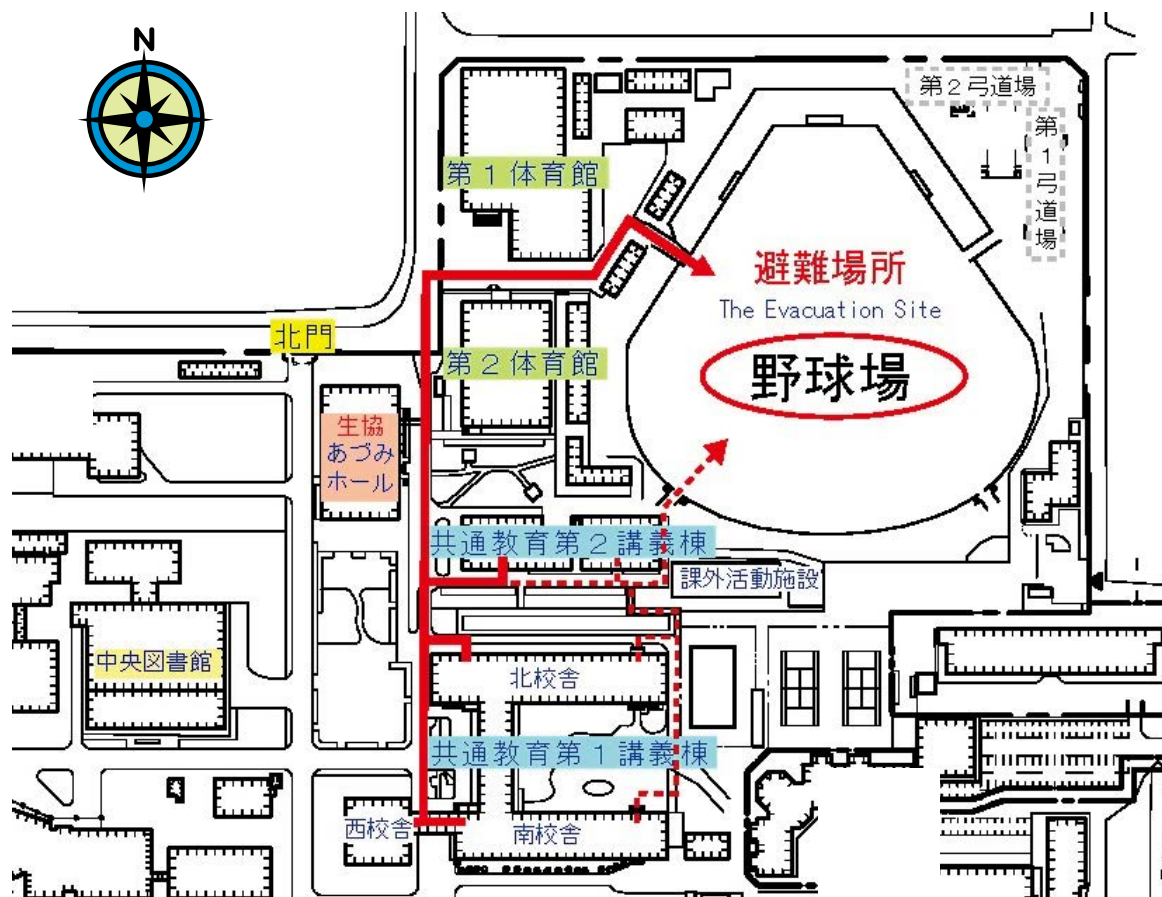 N
第2弓道場
第1弓道場
第1体育館
避難場所
The Evacuation Site
北門
第2体育館
野球場
生協
あづみ
ホール
共通教育第2講義棟
課外活動施設
中央図書館
北校舎
共通教育第1講義棟
西校舎
南校舎